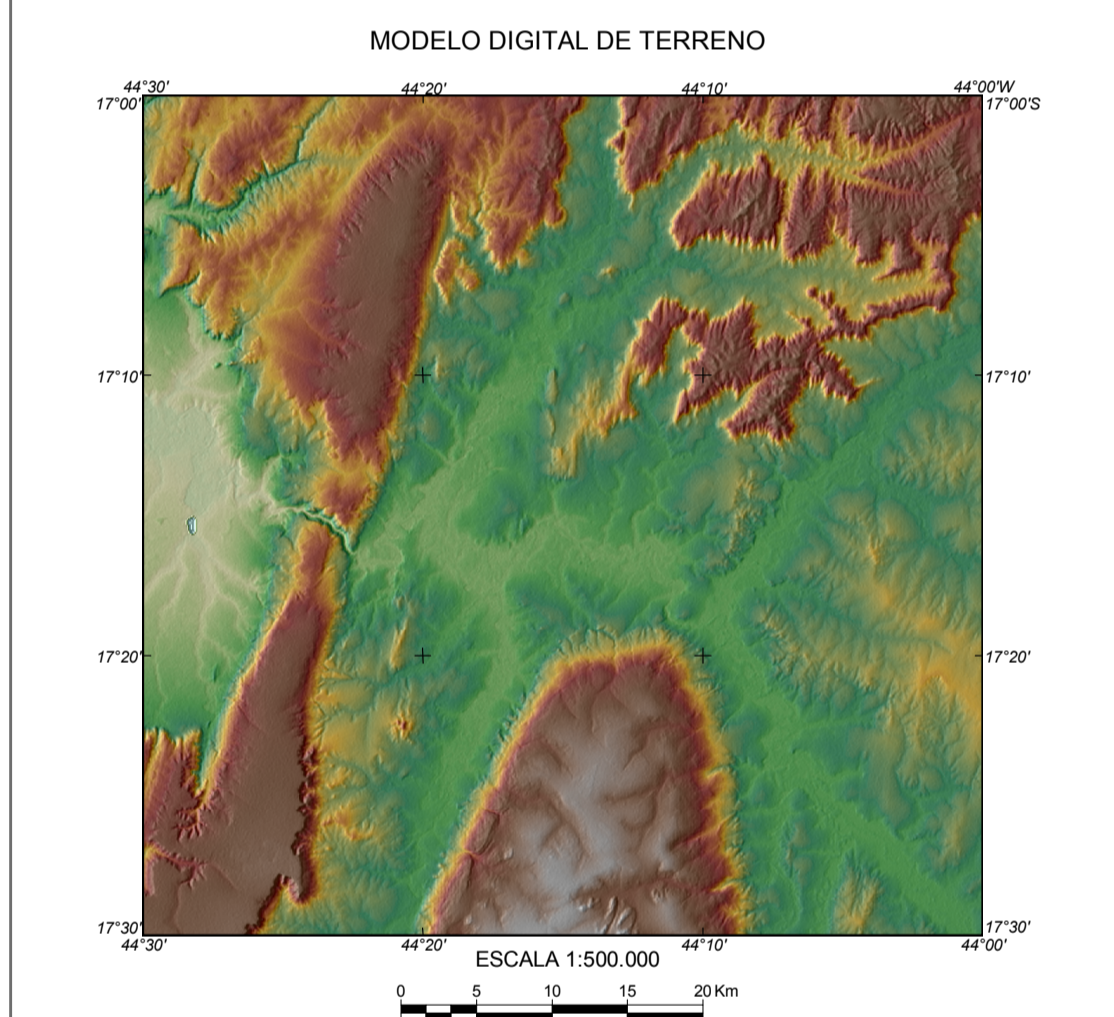 MODELO DIGITAL DE TERRENO
44°30' 44°20' 44°10' 44°00'W
17°00' 17°00'S
17°10' 17°10'
17°20' 17°20'
17°30' 17°30'
44°30' 44°20' 44°10' 44°00'
ESCALA 1:500.000
0 5 10 15 20 Km